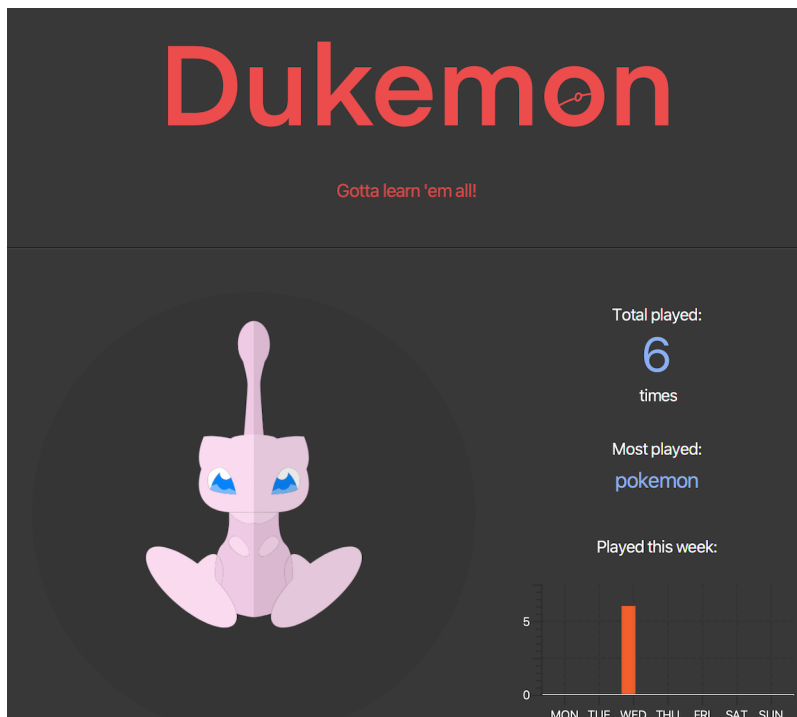 Dukemon
Gotta learn 'em all!
Total played:
6
times
Most played:
pokemon
Played this week:
5
0
MON TUE WED THU FRI SAT SUN